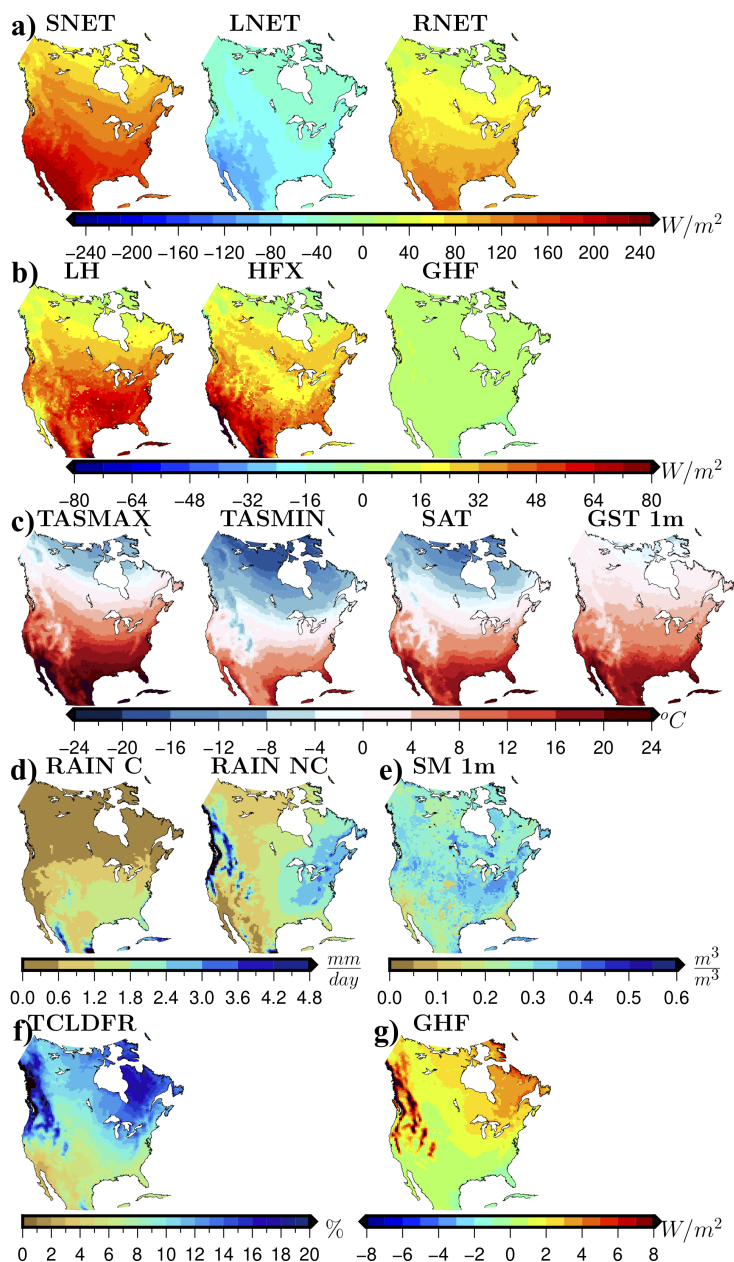 a) SNET LNET RNET
−240 −200 −160 −120 −80 −40 0 40 80 120 160 200 240 W/m²
b) LH HFX GHF
−80 −64 −48 −32 −16 0 16 32 48 64 80 W/m²
c) TASMAX TASMIN SAT GST 1m
−24 −20 −16 −12 −8 −4 0 4 8 12 16 20 24 °C
d) RAIN C RAIN NC e) SM 1m
0.0 0.6 1.2 1.8 2.4 3.0 3.6 4.2 4.8 mm/day 0.0 0.1 0.2 0.3 0.4 0.5 0.6 m³/m³
f) TCLDFR g) GHF
0 2 4 6 8 10 12 14 16 18 20 % −8 −6 −4 −2 0 2 4 6 8 W/m²